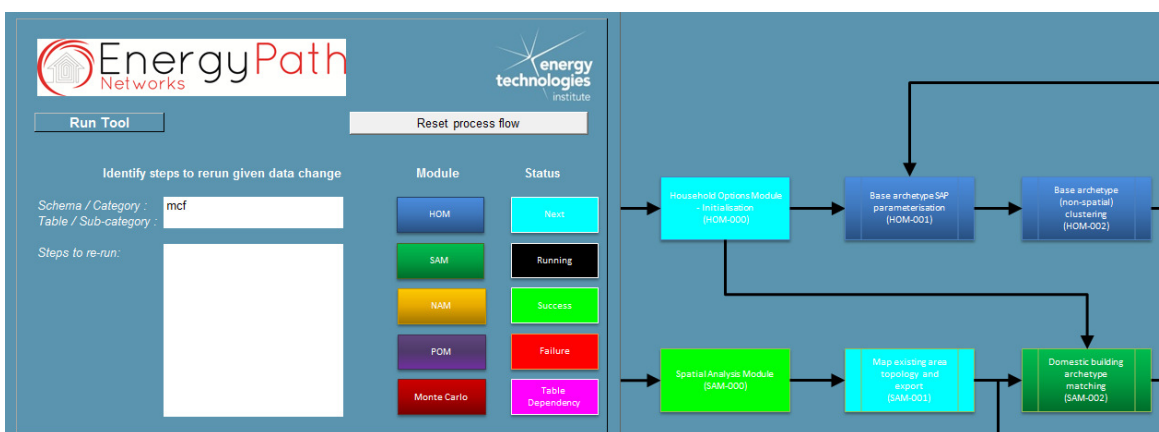 EnergyPath
Networks
energy
technologies
institute
Run Tool
Reset process flow
Identify steps to rerun given data change
Module
Status
Schema / Category :
mcf
Table / Sub-category :
Steps to re-run:
HOM
Next
SAM
Running
NAM
Success
POM
Failure
Monte Carlo
Table
Dependency
Household Options Module
- Initialisation
(HOM-000)
Base archetype SAP
parameterisation
(HOM-001)
Base archetype
(non-spatial)
clustering
(HOM-002)
Spatial Analysis Module
(SAM-000)
Map existing area
topology and
export
(SAM-001)
Domestic building
archetype
matching
(SAM-002)